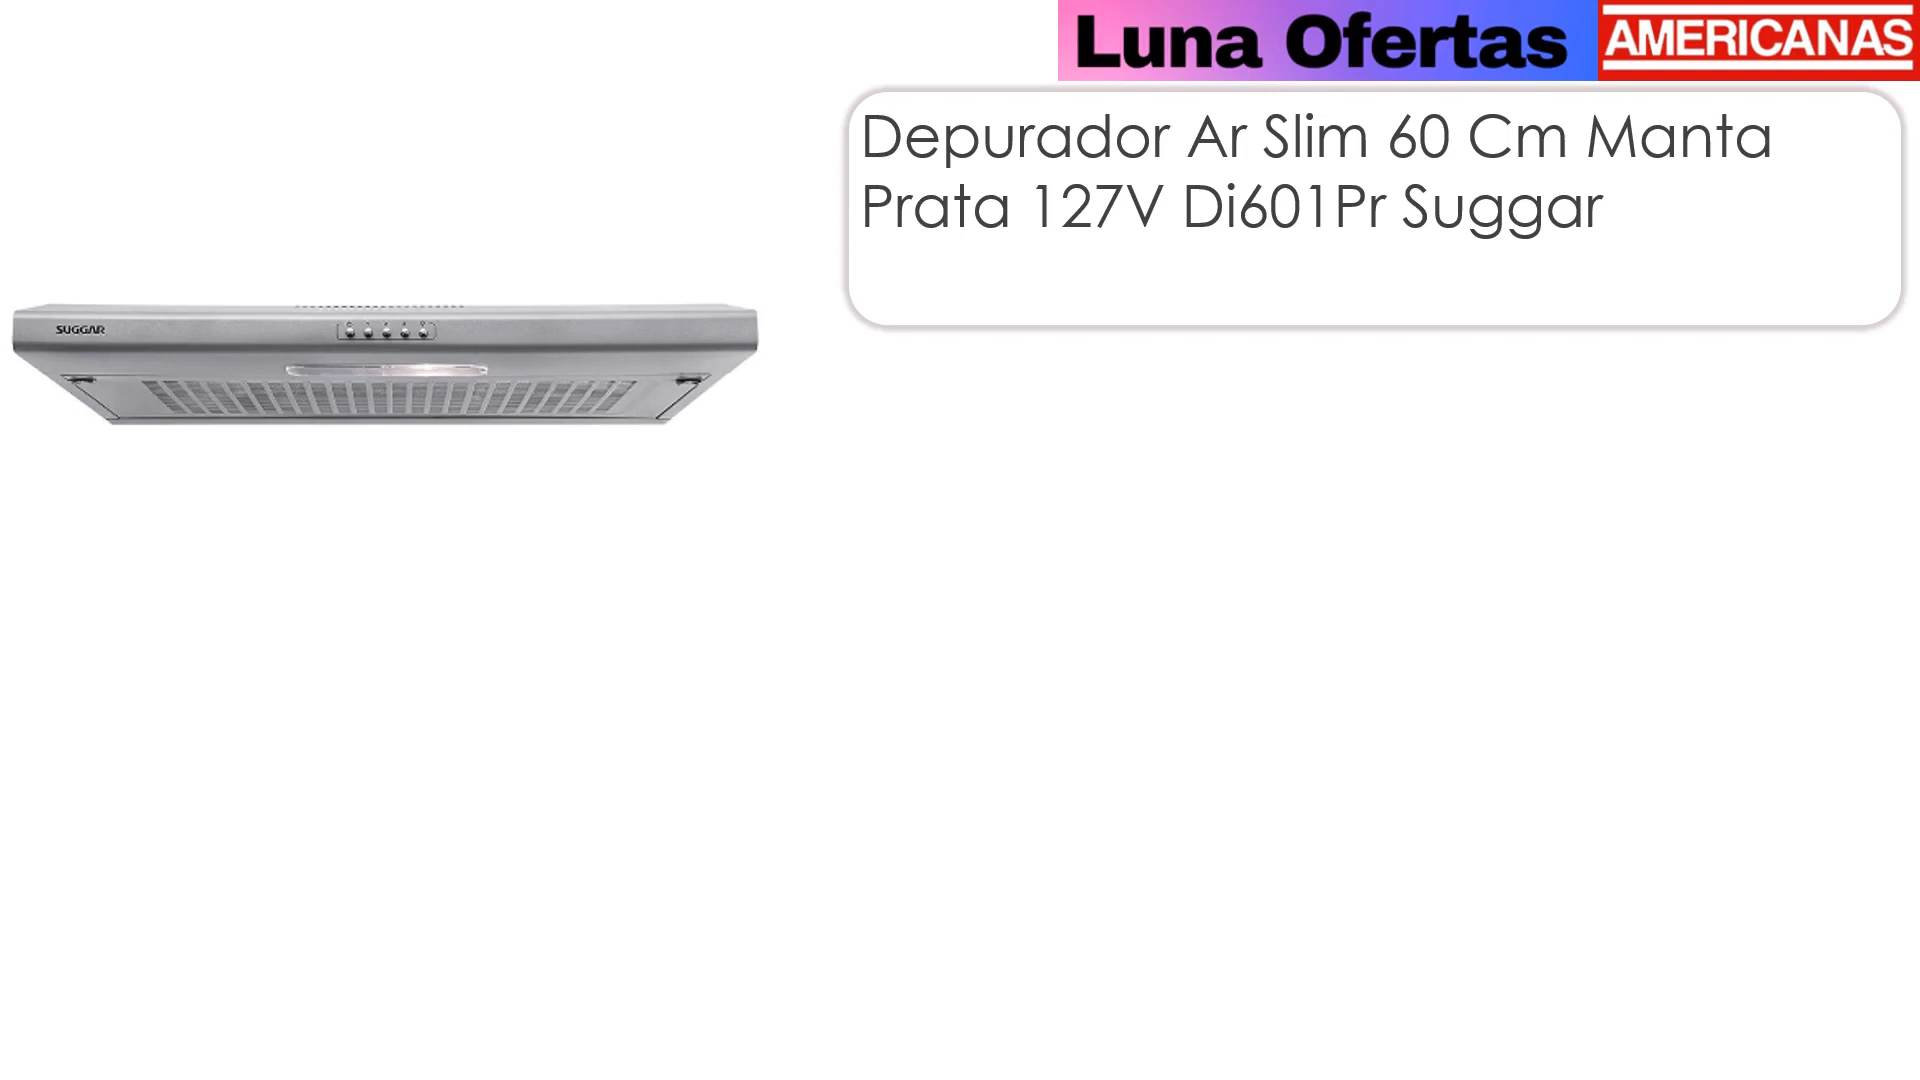 Luna Ofertas
AMERICANAS
Depurador Ar Slim 60 Cm Manta
Prata 127V Di601Pr Suggar
SUGGAR